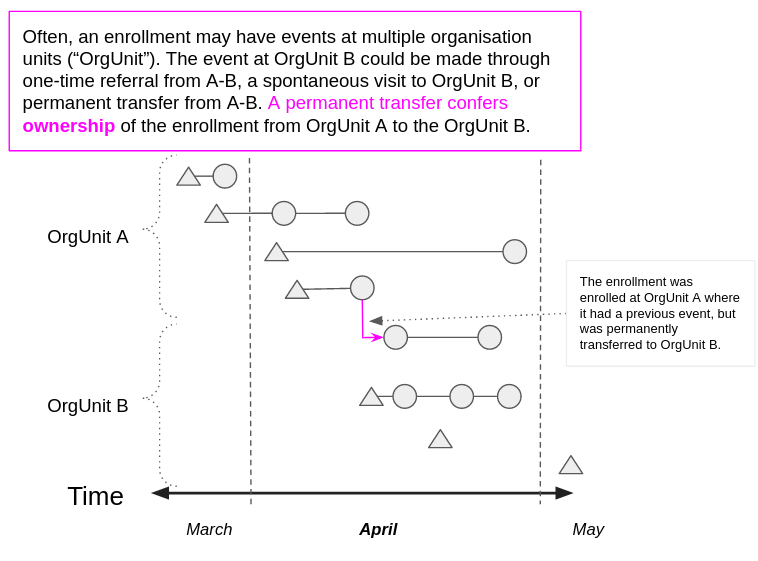 Often, an enrollment may have events at multiple organisation
units (“OrgUnit”). The event at OrgUnit B could be made through
one-time referral from A-B, a spontaneous visit to OrgUnit B, or
permanent transfer from A-B. A permanent transfer confers
ownership of the enrollment from OrgUnit A to the OrgUnit B.
OrgUnit A
The enrollment was
enrolled at OrgUnit A where
it had a previous event, but
was permanently
transferred to OrgUnit B.
OrgUnit B
Time
March
April
May